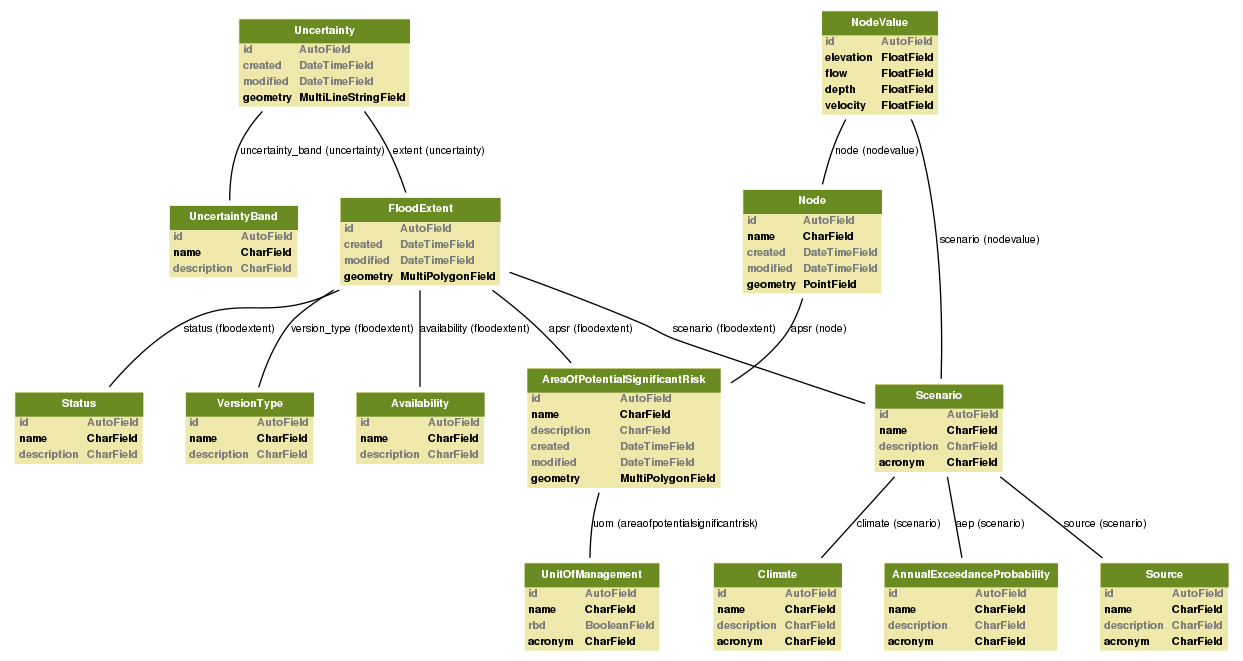 Uncertainty
id AutoField
created DateTimeField
modified DateTimeField
geometry MultiLineStringField
NodeValue
id AutoField
elevation FloatField
flow FloatField
depth FloatField
velocity FloatField
uncertainty_band (uncertainty)
extent (uncertainty)
node (nodevalue)
scenario (nodevalue)
UncertaintyBand
id AutoField
name CharField
description CharField
FloodExtent
id AutoField
created DateTimeField
modified DateTimeField
geometry MultiPolygonField
Node
id AutoField
name CharField
created DateTimeField
modified DateTimeField
geometry PointField
status (floodextent)
version_type (floodextent)
availability (floodextent)
apsr (floodextent)
scenario (floodextent)
apsr (node)
Status
id AutoField
name CharField
description CharField
VersionType
id AutoField
name CharField
description CharField
Availability
id AutoField
name CharField
description CharField
AreaOfPotentialSignificantRisk
id AutoField
name CharField
description CharField
created DateTimeField
modified DateTimeField
geometry MultiPolygonField
Scenario
id AutoField
name CharField
description CharField
acronym CharField
uom (areaofpotentialsignificantrisk)
climate (scenario)
aep (scenario)
source (scenario)
UnitOfManagement
id AutoField
name CharField
rbd BooleanField
acronym CharField
Climate
id AutoField
name CharField
description CharField
acronym CharField
AnnualExceedanceProbability
id AutoField
name CharField
description CharField
acronym CharField
Source
id AutoField
name CharField
description CharField
acronym CharField